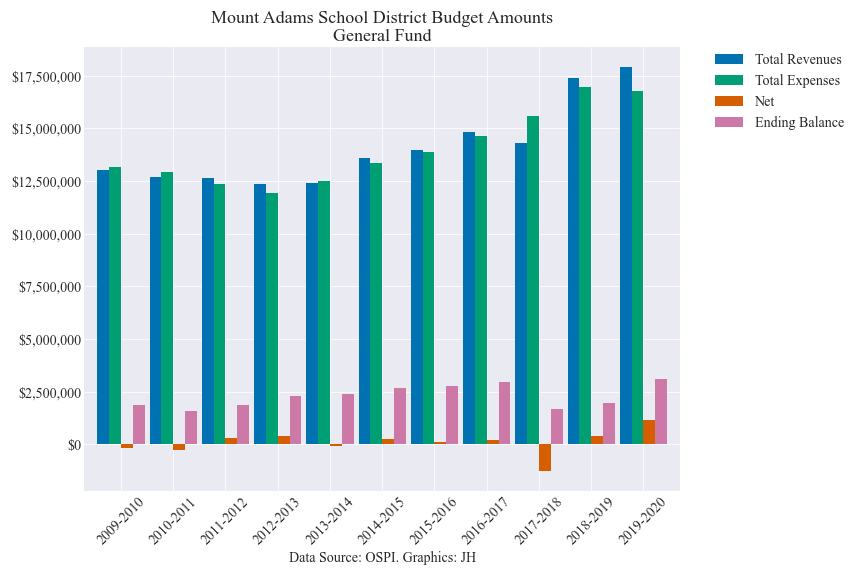 Mount Adams School District Budget Amounts
General Fund
Total Revenues
Total Expenses
Net
Ending Balance
$17,500,000
$15,000,000
$12,500,000
$10,000,000
$7,500,000
$5,000,000
$2,500,000
$0
2009-2010
2010-2011
2011-2012
2012-2013
2013-2014
2014-2015
2015-2016
2016-2017
2017-2018
2018-2019
2019-2020
Data Source: OSPI. Graphics: JH